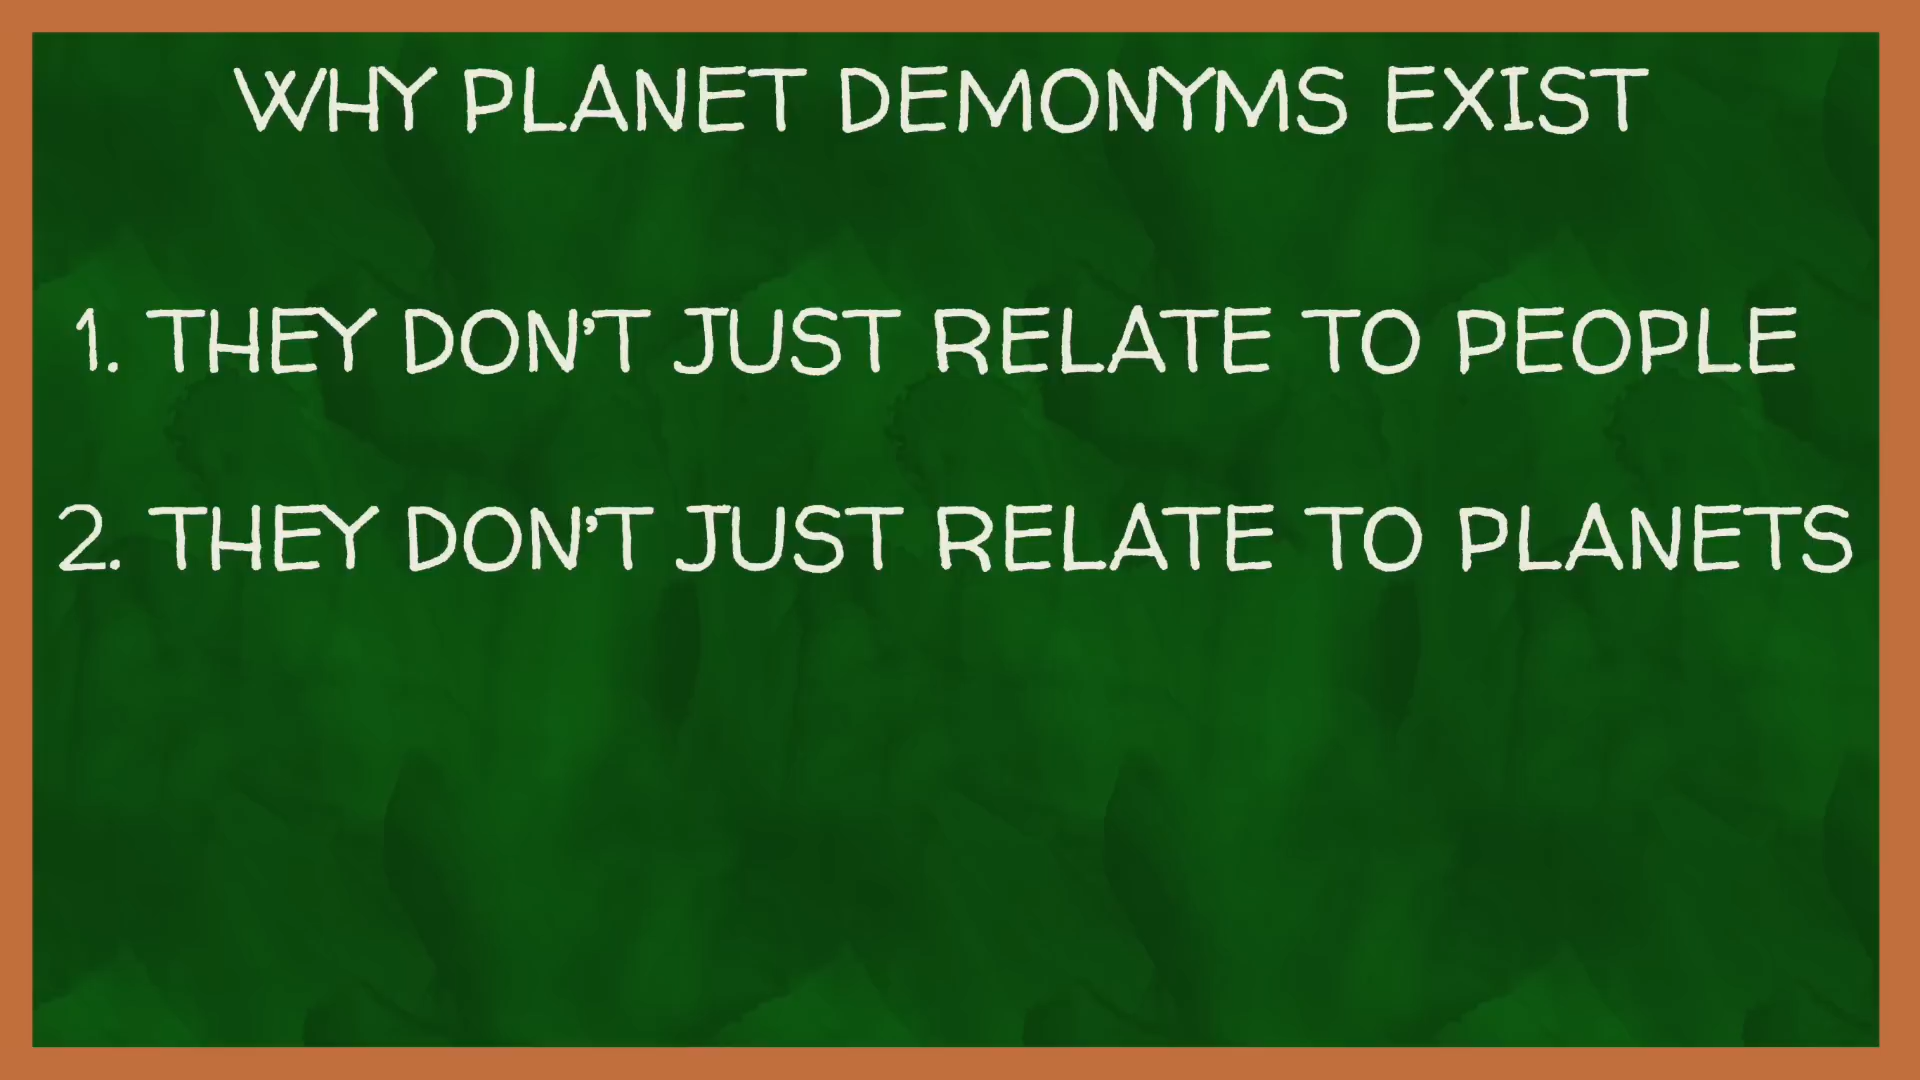 WHY PLANET DEMONYMS EXIST
1. THEY DON'T JUST RELATE TO PEOPLE
2. THEY DON'T JUST RELATE TO PLANETS